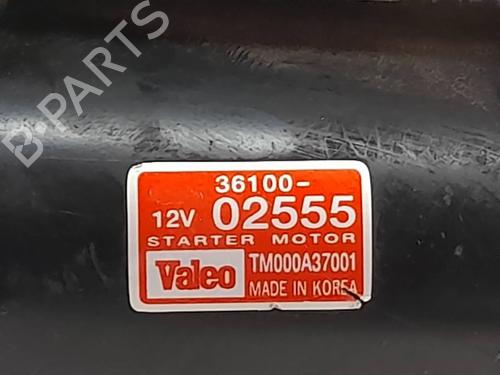 B-PARTS
36100-
12V 02555
STARTER MOTOR
Valeo TM000A37001
MADE IN KOREA